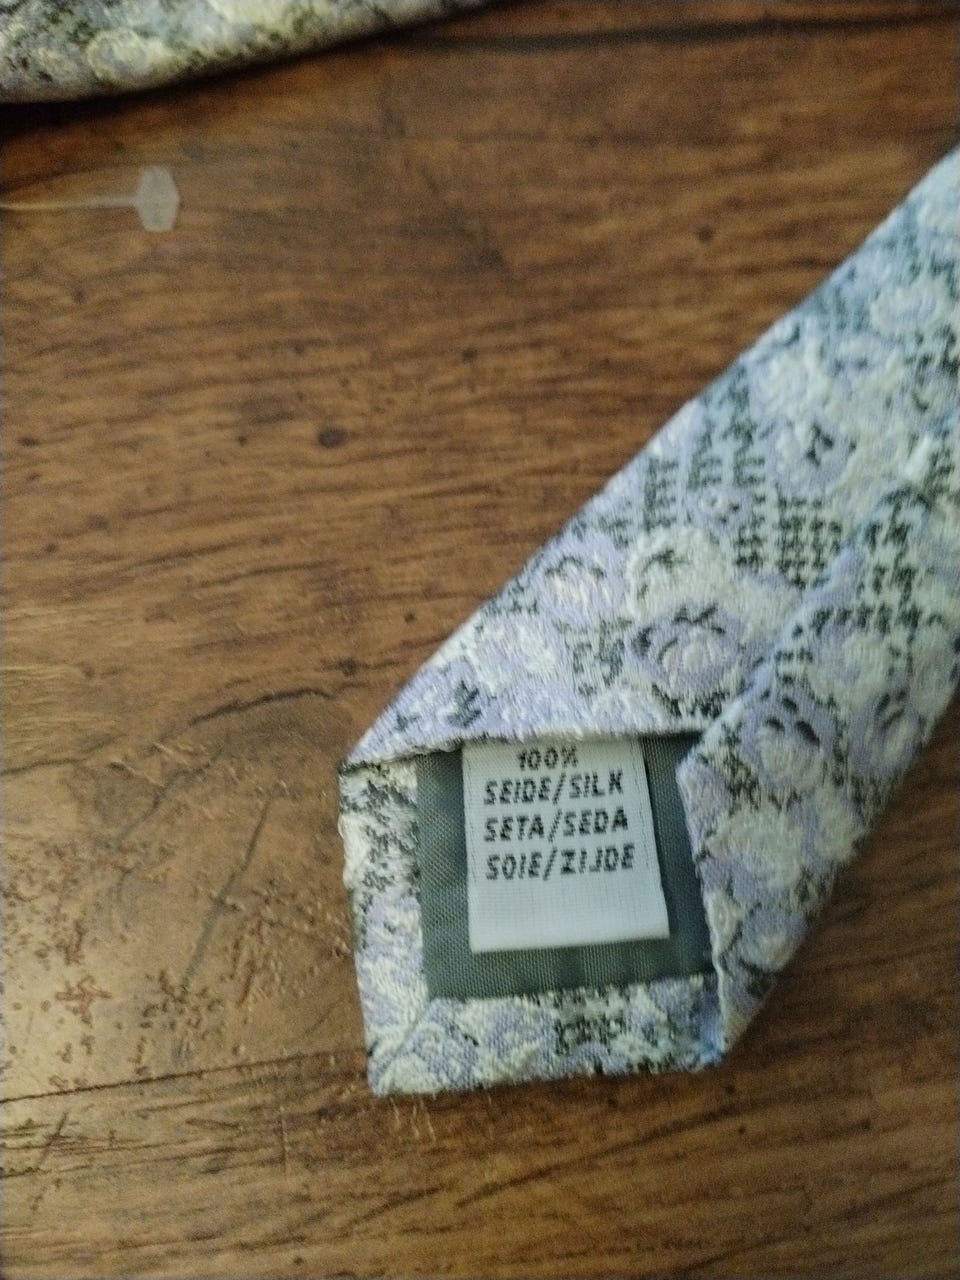 100%
SEIDE/SILK
SETA/SEDA
SOIE/ZIJDE